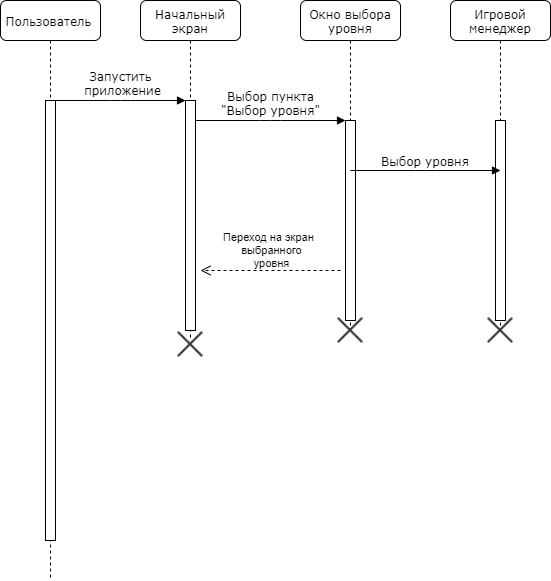 Пользователь
Начальный
экран
Окно выбора
уровня
Игровой
менеджер
Запустить
приложение
Выбор пункта
"Выбор уровня"
Выбор уровня
Переход на экран
выбранного
уровня